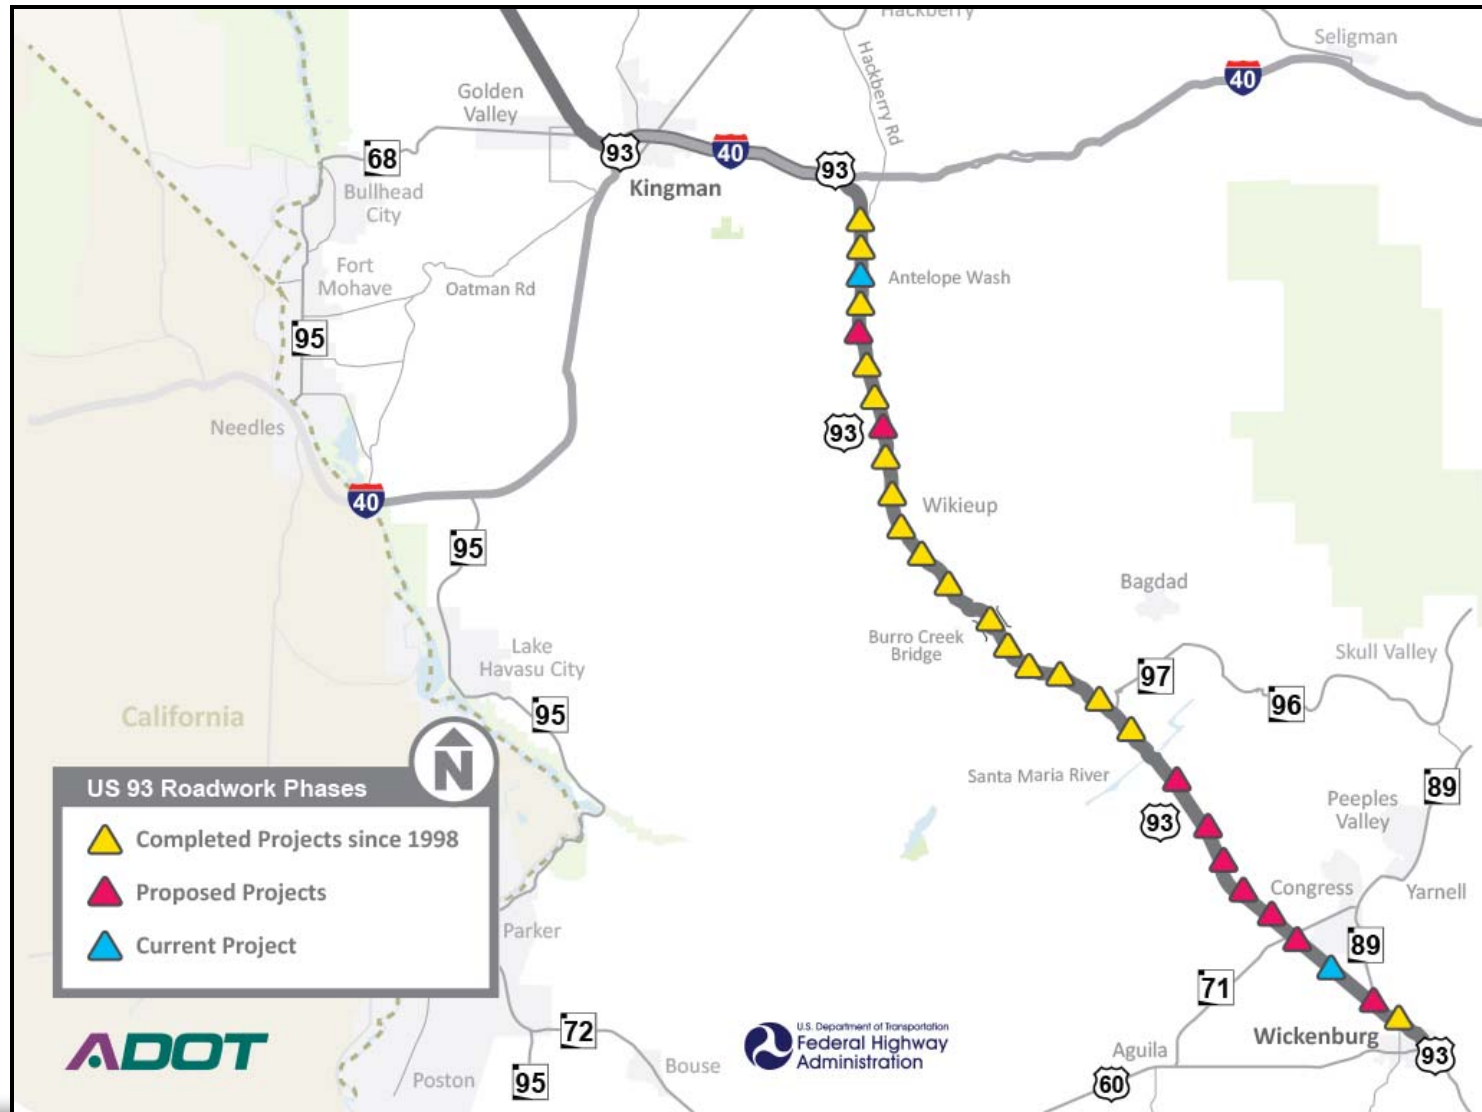 Hackberry
Seligman
Hackberry Rd
40
Golden
Valley
68
93
40
93
Kingman
Bullhead
City
Fort
Mohave
Oatman Rd
Antelope Wash
95
93
Needles
40
Wikieup
95
Bagdad
Burro Creek
Bridge
Lake
Havasu City
Skull Valley
97
96
95
California
Santa Maria River
N
US 93 Roadwork Phases
Completed Projects since 1998
Proposed Projects
Current Project
89
Peeples
Valley
93
Congress
Yarnell
Parker
89
71
72
Wickenburg
93
ADOT
U.S. Department of Transportation
Federal Highway
Administration
Aguila
60
Bouse
Poston
95